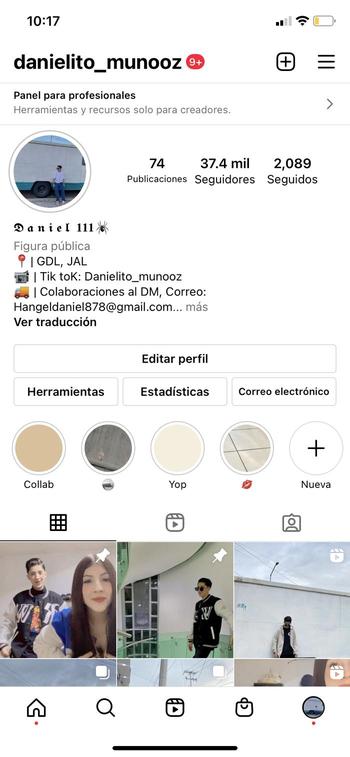 10:17
danielito_munooz 9+
Panel para profesionales
Herramientas y recursos solo para creadores.
74 37.4 mil 2,089
Publicaciones Seguidores Seguidos
𝕯𝖆𝖓𝖎𝖊𝖑 𝟏𝟏𝟏🕷️
Figura pública
📍| GDL, JAL
📹 | Tik toK: Danielito_munooz
🚚 | Colaboraciones al DM, Correo:
Hangeldaniel878@gmail.com... más
Ver traducción
Editar perfil
Herramientas Estadísticas Correo electrónico
Collab Yop 💋 Nueva